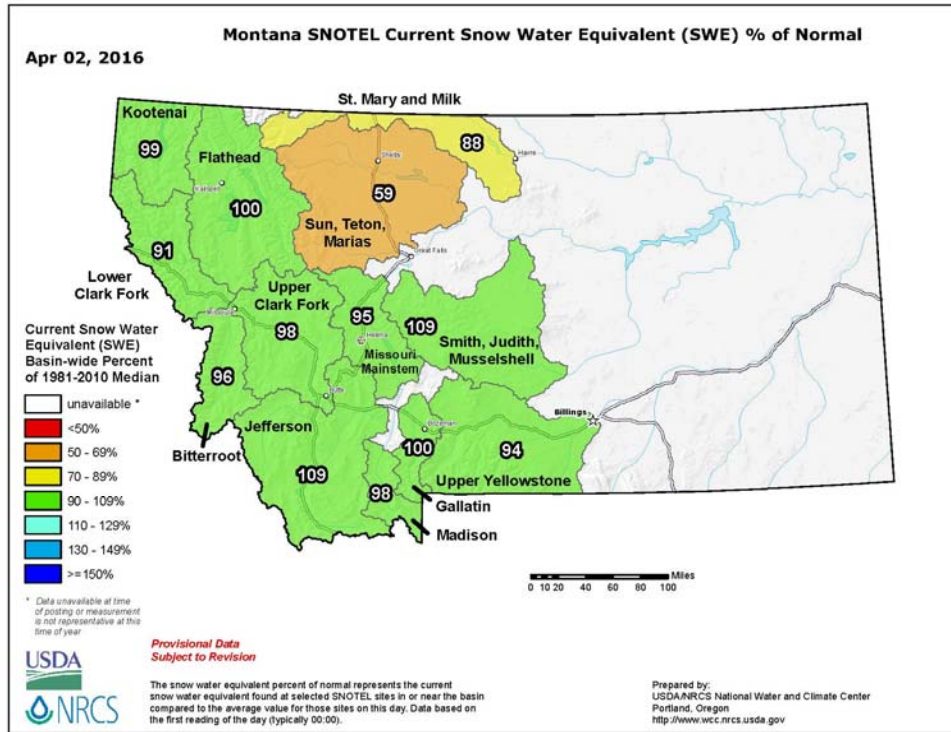 Montana SNOTEL Current Snow Water Equivalent (SWE) % of Normal
Apr 02, 2016
St. Mary and Milk
Kootenai
99
Flathead
Kalispell
100
88
Havre
Shelby
59
Sun, Teton,
Marias
Great Falls
91
Lower
Clark Fork
Missoula
Upper
Clark Fork
98
95
Helena
Missouri
Mainstem
109
Smith, Judith,
Musselshell
96
Bitterroot
Butte
Jefferson
109
98
Bozeman
100
94
Upper Yellowstone
Billings
Gallatin
Madison
Current Snow Water
Equivalent (SWE)
Basin-wide Percent
of 1981-2010 Median
unavailable *
<50%
50 - 69%
70 - 89%
90 - 109%
110 - 129%
130 - 149%
>=150%
* Data unavailable at time
of posting or measurement
is not representative at this
time of year
Miles
0 10 20 40 60 80 100
Provisional Data
Subject to Revision
USDA
NRCS
The snow water equivalent percent of normal represents the current
snow water equivalent found at selected SNOTEL sites in or near the basin
compared to the average value for those sites on this day. Data based on
the first reading of the day (typically 00:00).
Prepared by:
USDA/NRCS National Water and Climate Center
Portland, Oregon
http://www.wcc.nrcs.usda.gov